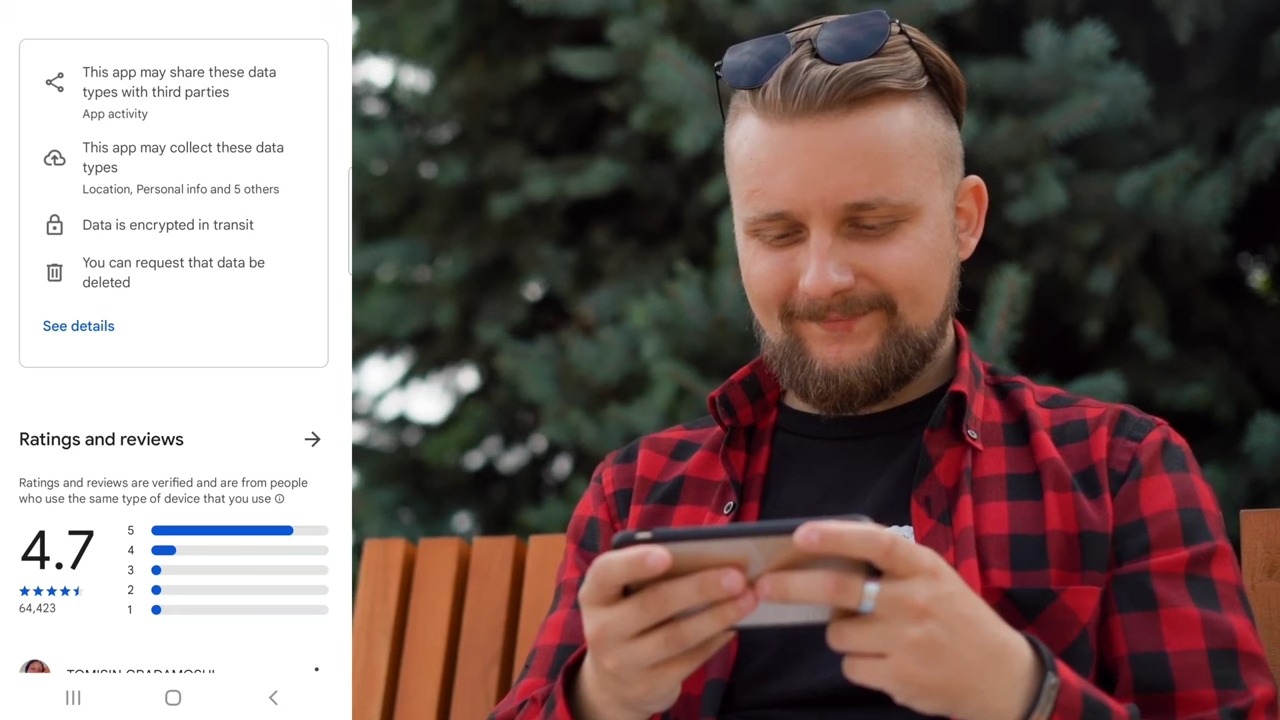 This app may share these data
types with third parties
App activity
This app may collect these data
types
Location, Personal info and 5 others
Data is encrypted in transit
You can request that data be
deleted
See details
Ratings and reviews
Ratings and reviews are verified and are from people
who use the same type of device that you use
4.7
5
4
3
2
1
64,423